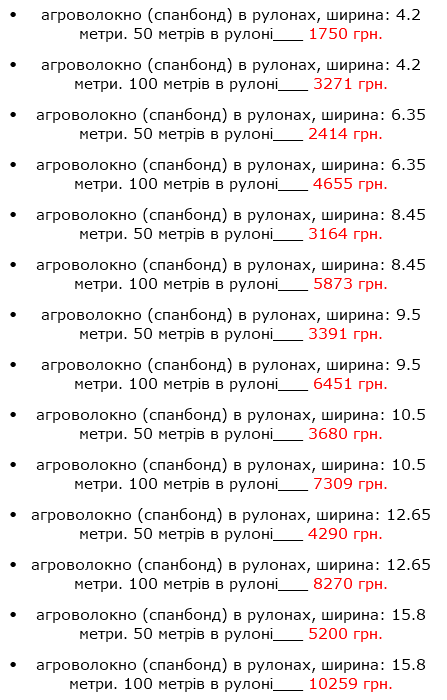 • агроволокно (спанбонд) в рулонах, ширина: 4.2
метри. 50 метрів в рулоні___ 1750 грн.
• агроволокно (спанбонд) в рулонах, ширина: 4.2
метри. 100 метрів в рулоні___ 3271 грн.
• агроволокно (спанбонд) в рулонах, ширина: 6.35
метри. 50 метрів в рулоні___ 2414 грн.
• агроволокно (спанбонд) в рулонах, ширина: 6.35
метри. 100 метрів в рулоні___ 4655 грн.
• агроволокно (спанбонд) в рулонах, ширина: 8.45
метри. 50 метрів в рулоні___ 3164 грн.
• агроволокно (спанбонд) в рулонах, ширина: 8.45
метри. 100 метрів в рулоні___ 5873 грн.
• агроволокно (спанбонд) в рулонах, ширина: 9.5
метри. 50 метрів в рулоні___ 3391 грн.
• агроволокно (спанбонд) в рулонах, ширина: 9.5
метри. 100 метрів в рулоні___ 6451 грн.
• агроволокно (спанбонд) в рулонах, ширина: 10.5
метри. 50 метрів в рулоні___ 3680 грн.
• агроволокно (спанбонд) в рулонах, ширина: 10.5
метри. 100 метрів в рулоні___ 7309 грн.
• агроволокно (спанбонд) в рулонах, ширина: 12.65
метри. 50 метрів в рулоні___ 4290 грн.
• агроволокно (спанбонд) в рулонах, ширина: 12.65
метри. 100 метрів в рулоні___ 8270 грн.
• агроволокно (спанбонд) в рулонах, ширина: 15.8
метри. 50 метрів в рулоні___ 5200 грн.
• агроволокно (спанбонд) в рулонах, ширина: 15.8
метри. 100 метрів в рулоні___ 10259 грн.